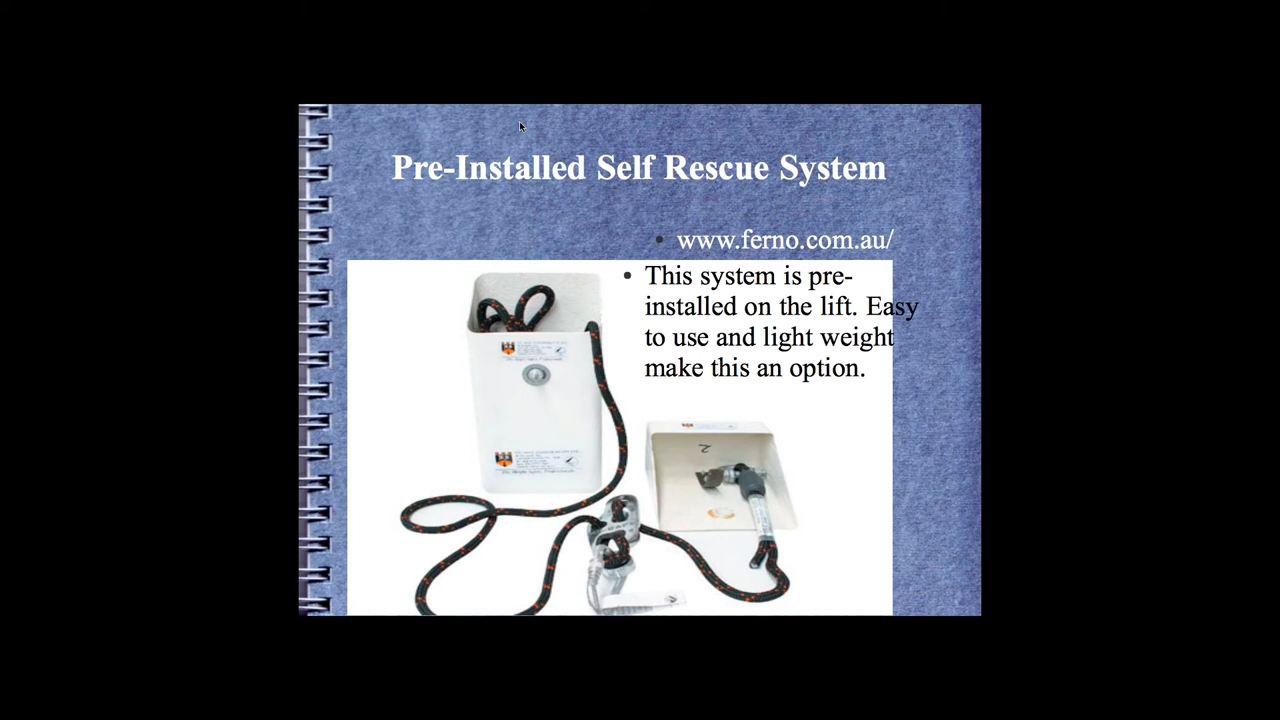 Pre-Installed Self Rescue System
• www.ferno.com.au/
• This system is pre-
installed on the lift. Easy
to use and light weight
make this an option.
2